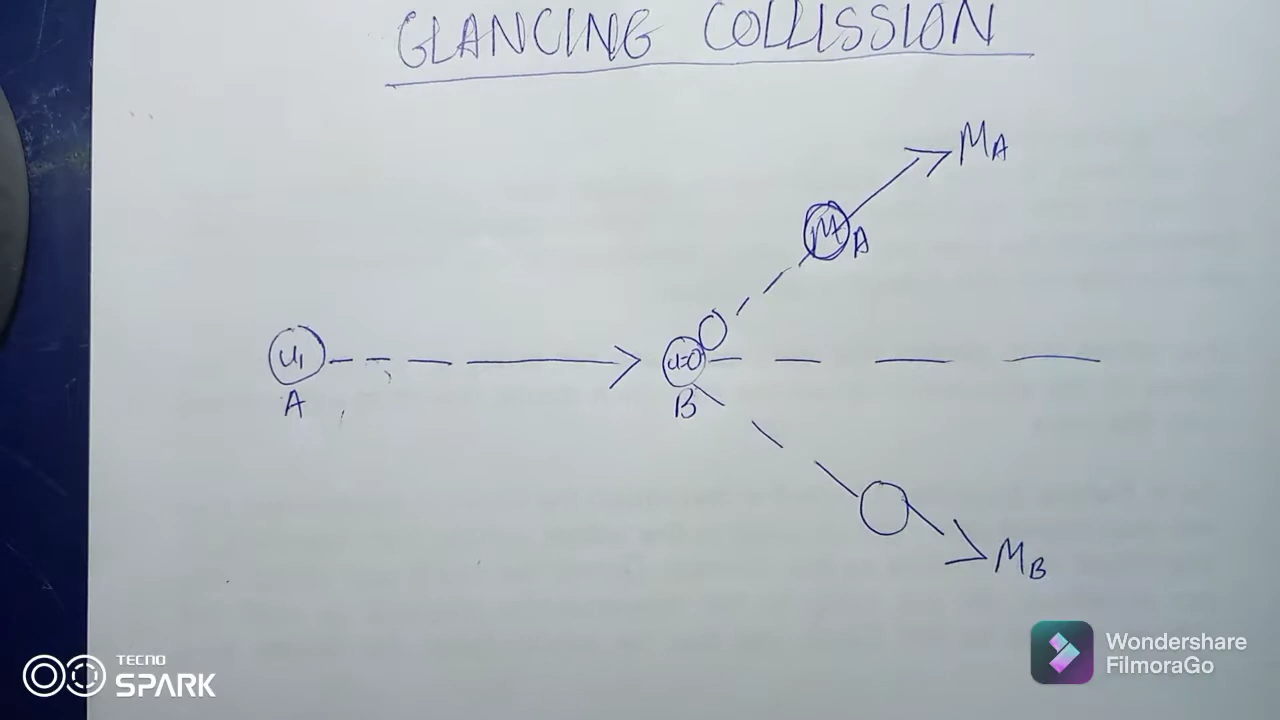 GLANCING COLLISSION
MA
MA
U1
u=0
A
B
MB
TECNO
SPARK
Wondershare
FilmoraGo